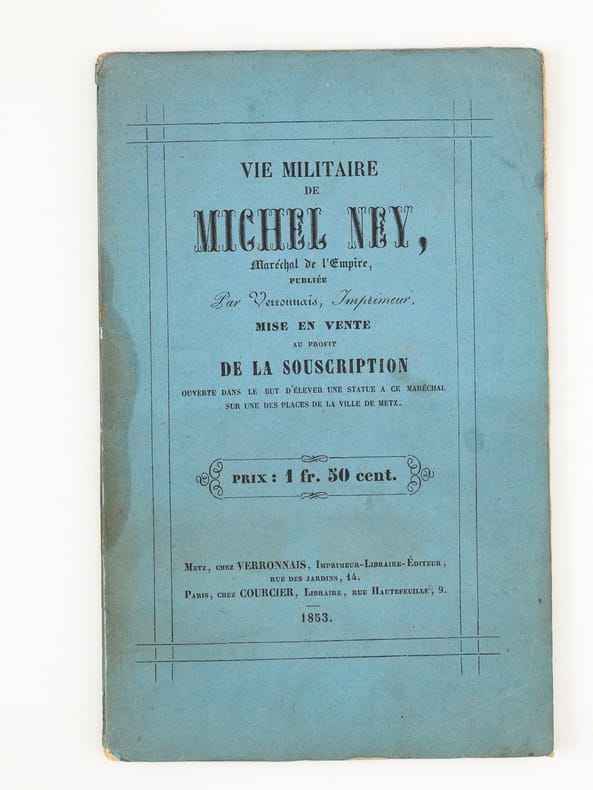 VIE MILITAIRE
DE
MICHEL NEY,
Maréchal de l'Empire,
PUBLIÉE
Par Verronnais, Imprimeur,
MISE EN VENTE
AU PROFIT
DE LA SOUSCRIPTION
OUVERTE DANS LE BUT D'ÉLEVER UNE STATUE A CE MARÉCHAL
SUR UNE DES PLACES DE LA VILLE DE METZ.
PRIX : 1 fr. 50 cent.
METZ, CHEZ VERRONNAIS, IMPRIMEUR-LIBRAIRE-ÉDITEUR,
RUE DES JARDINS, 14.
PARIS, CHEZ COURCIER, LIBRAIRE, RUE HAUTEFEUILLE, 9.
1853.